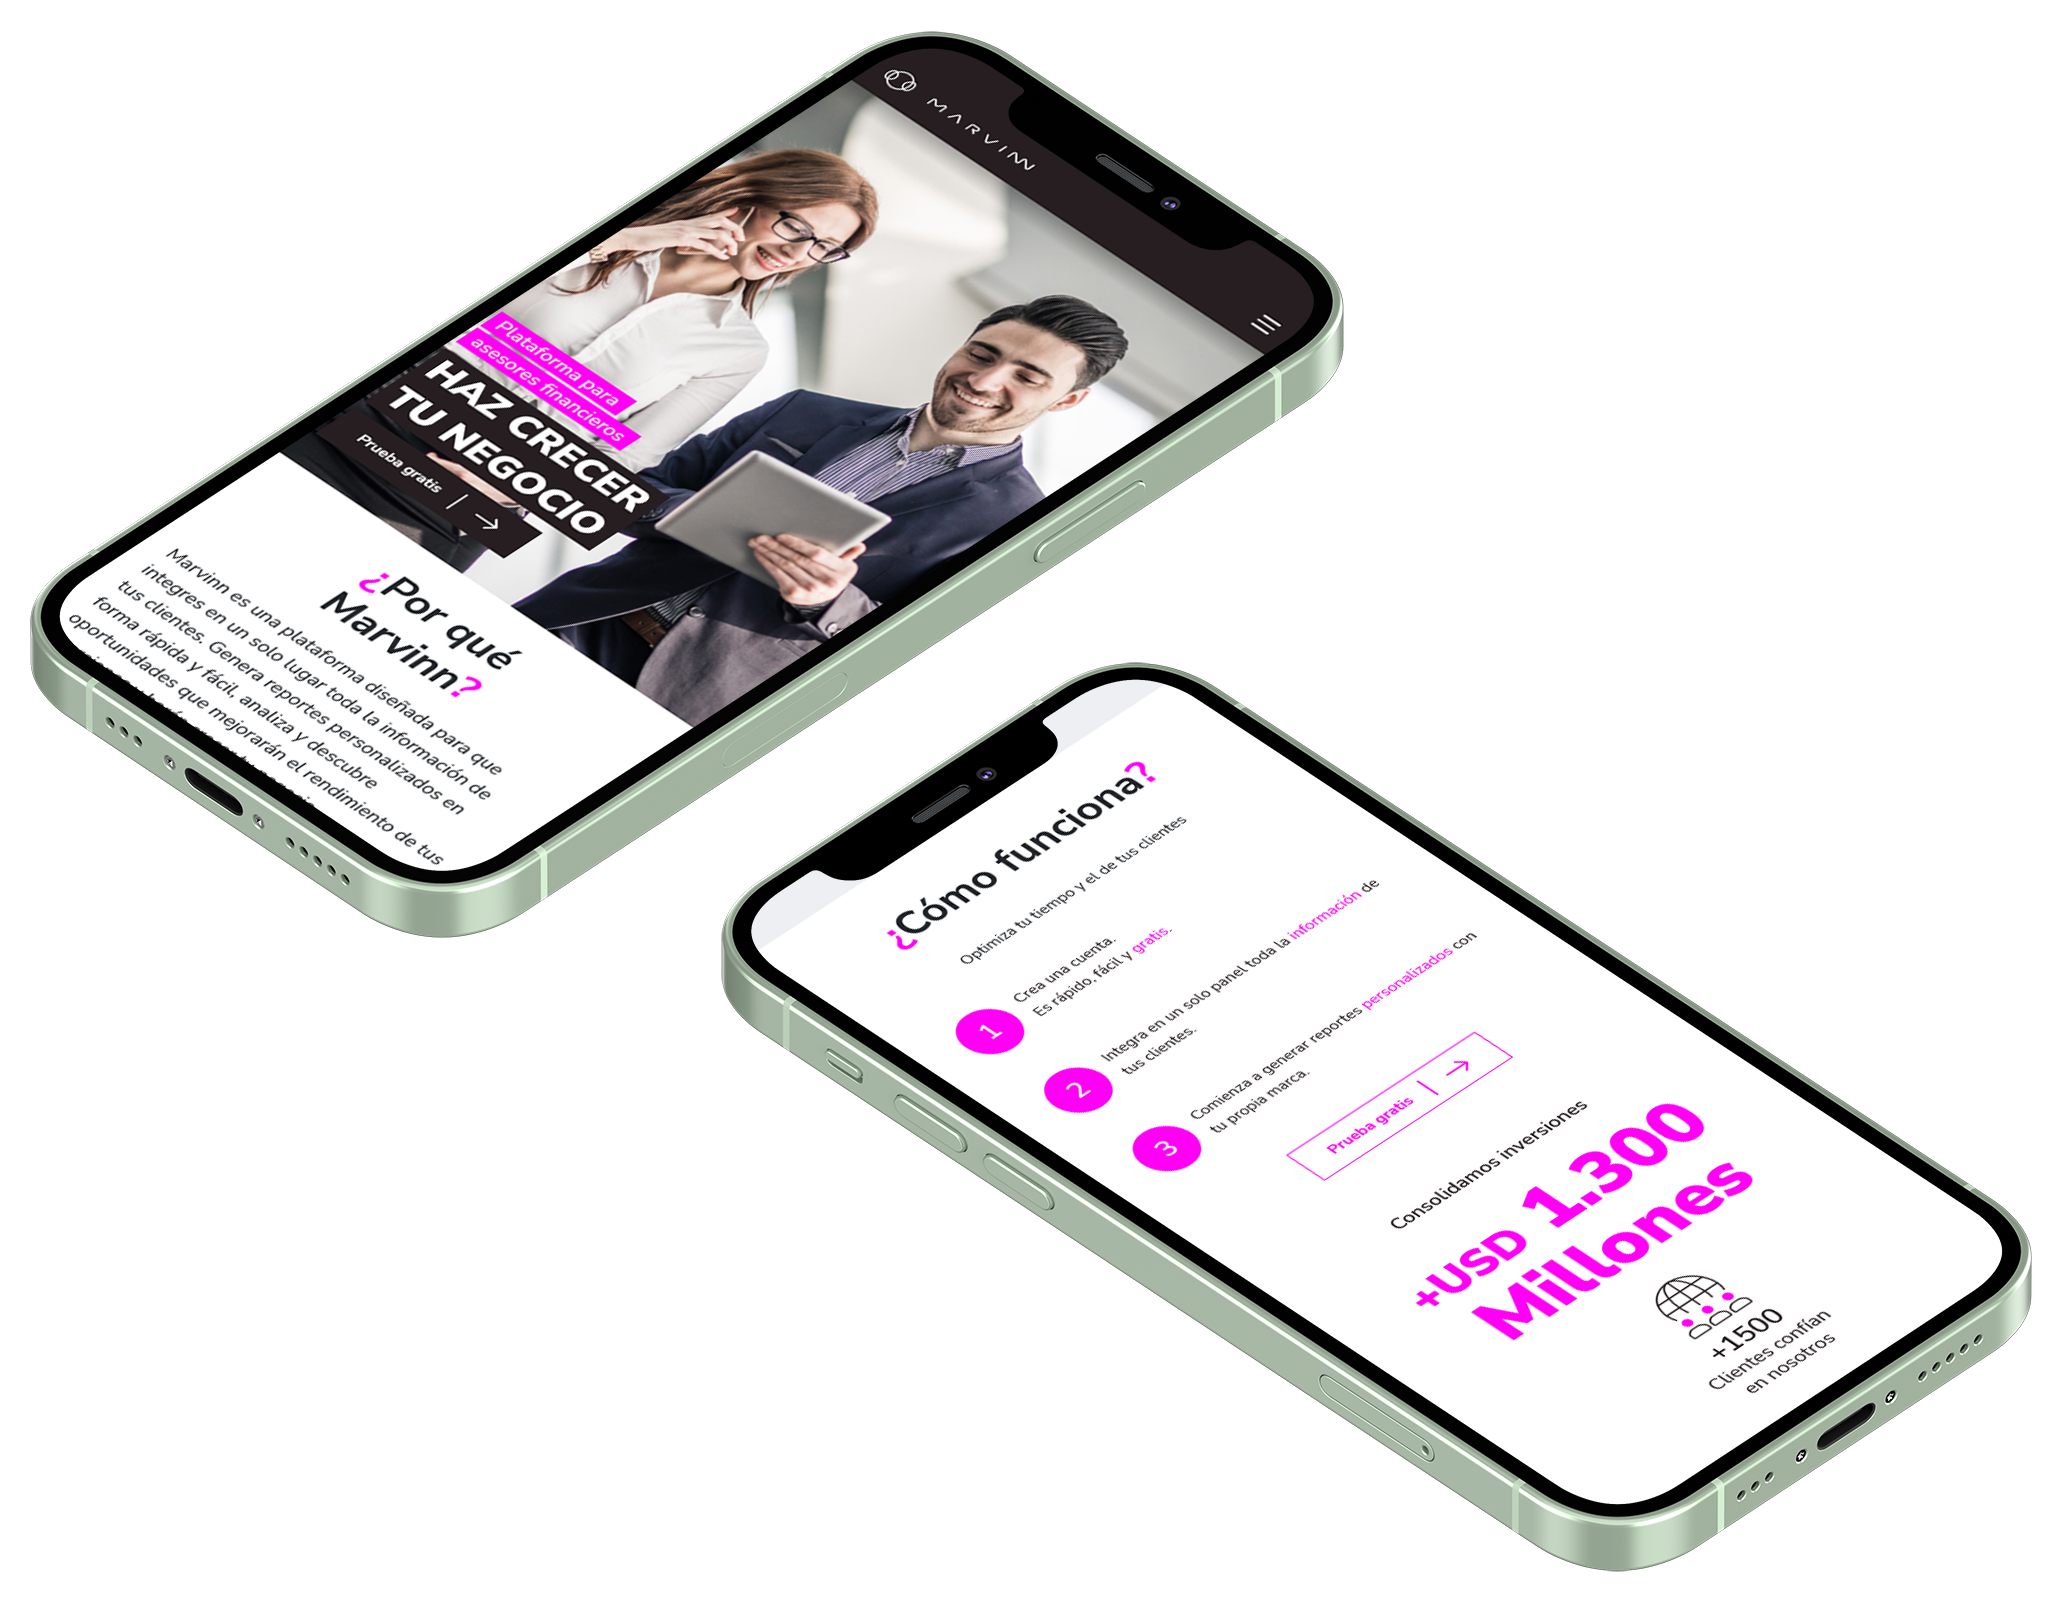 MARVINN
Plataforma para
asesores financieros
HAZ CRECER
TU NEGOCIO
Prueba gratis
¿Por qué
Marvinn?
Marvinn es una plataforma diseñada para que
integres en un solo lugar toda la información de
tus clientes. Genera reportes personalizados en
forma rápida y fácil, analiza y descubre
oportunidades que mejorarán el rendimiento de tus
¿Cómo funciona?
Optimiza tu tiempo y el de tus clientes
1
Crea una cuenta.
Es rápido, fácil y gratis.
2
Integra en un solo panel toda la información de
tus clientes.
3
Comienza a generar reportes personalizados con
tu propia marca.
Prueba gratis
Consolidamos inversiones
+USD 1.300
Millones
+1500
Clientes confían
en nosotros